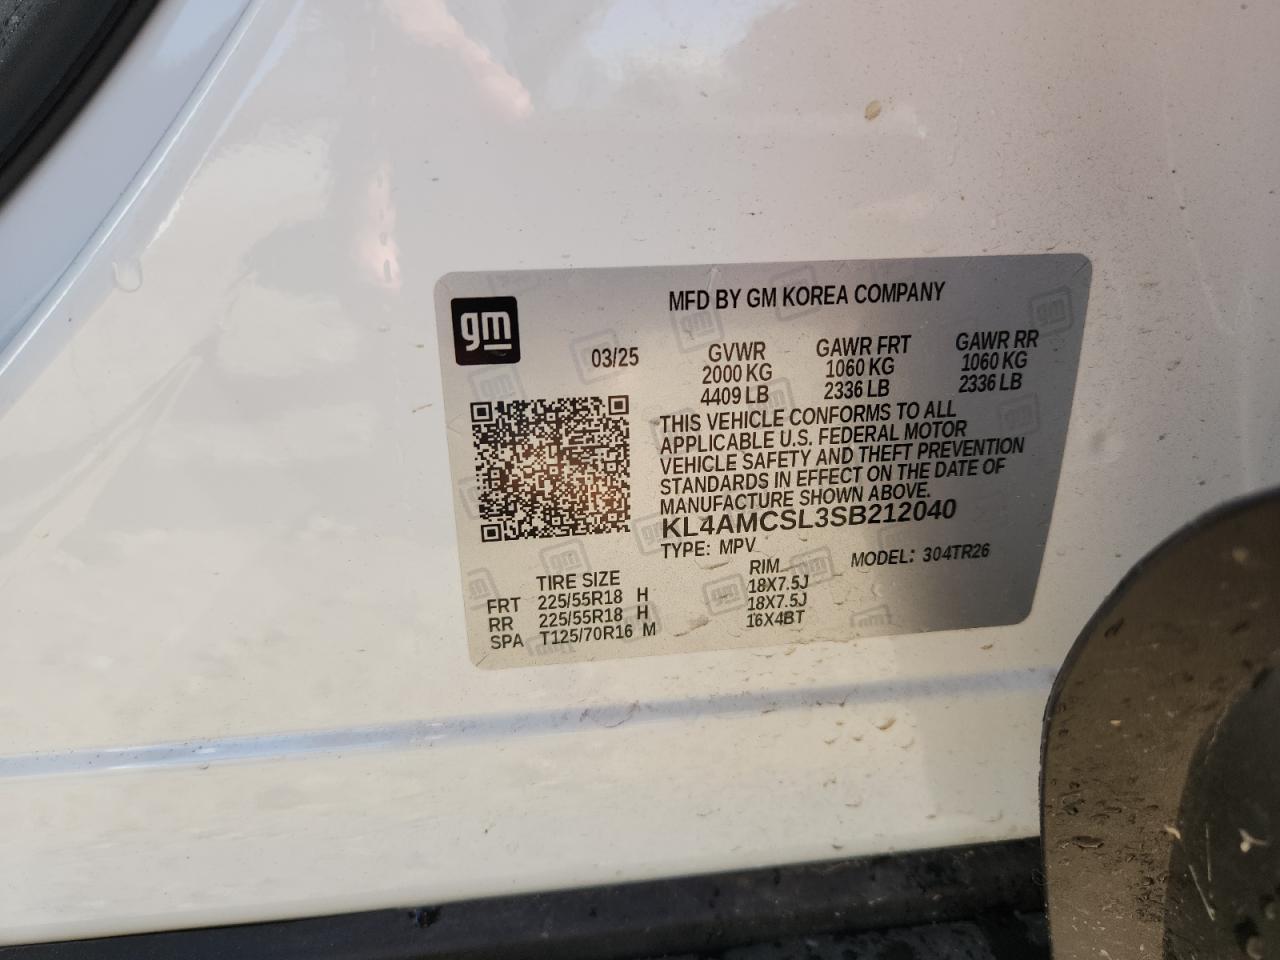 gm
MFD BY GM KOREA COMPANY
03/25
GVWR GAWR FRT GAWR RR
2000 KG 1060 KG 1060 KG
4409 LB 2336 LB 2336 LB
THIS VEHICLE CONFORMS TO ALL
APPLICABLE U.S. FEDERAL MOTOR
VEHICLE SAFETY AND THEFT PREVENTION
STANDARDS IN EFFECT ON THE DATE OF
MANUFACTURE SHOWN ABOVE.
KL4AMCSL3SB212040
TYPE: MPV MODEL: 304TR26
TIRE SIZE RIM
FRT 225/55R18 H 18X7.5J
RR 225/55R18 H 18X7.5J
SPA T125/70R16 M 16X4BT